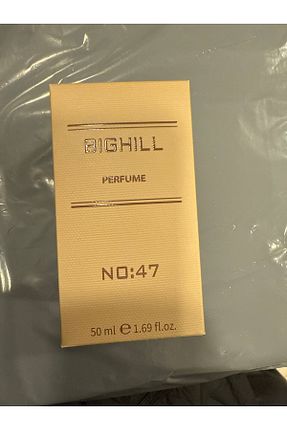 BIGHILL
PERFUME
NO:47
50 ml ℮ 1.69 fl.oz.